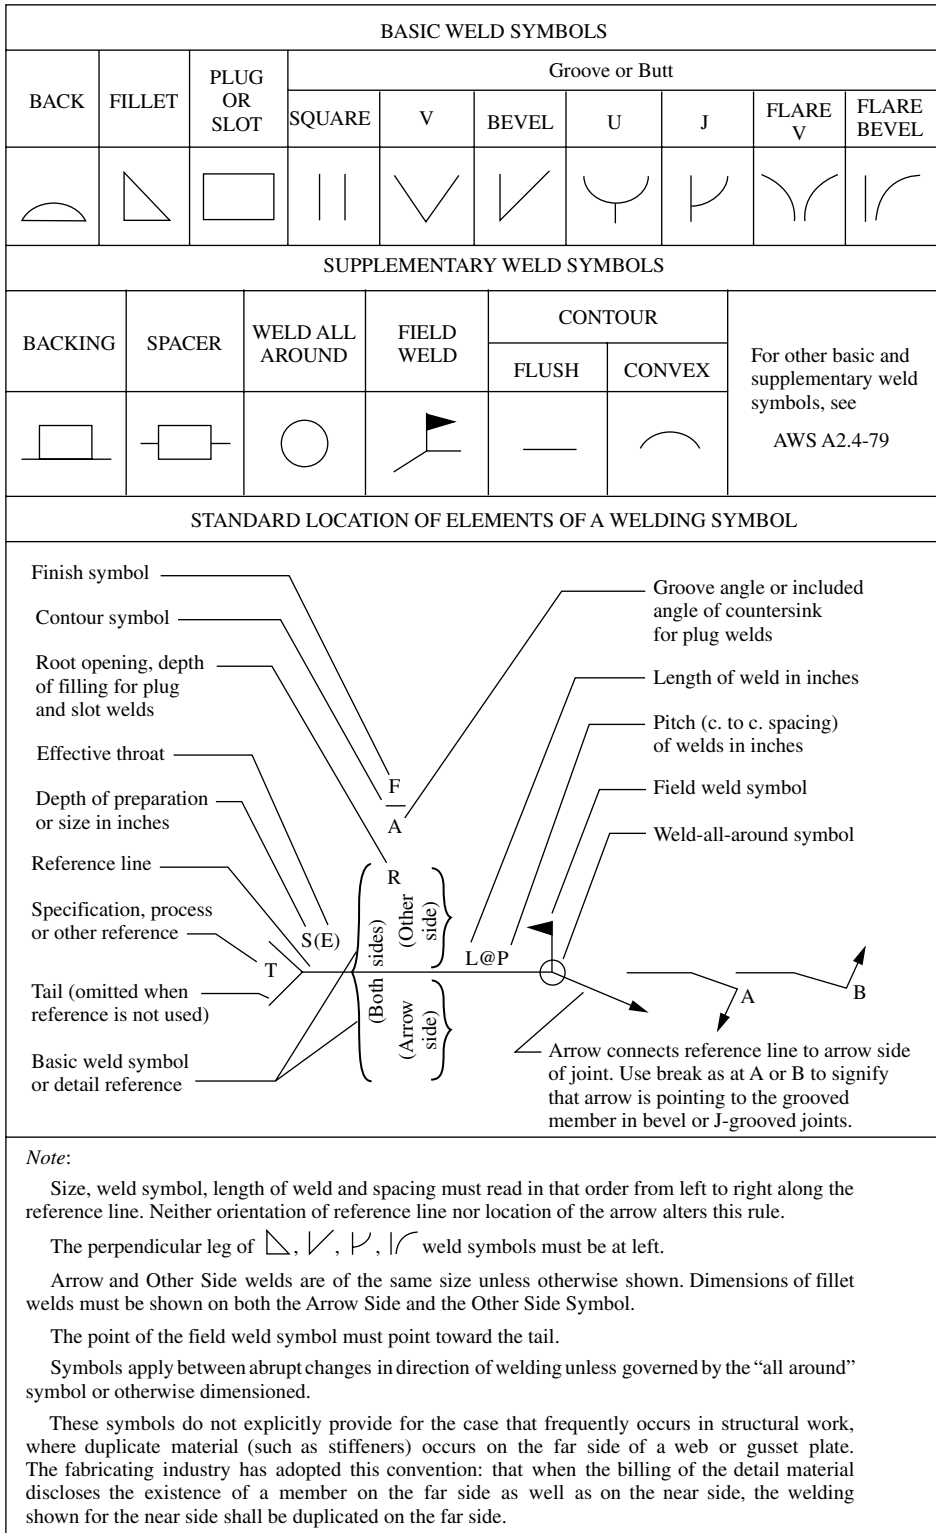 BASIC WELD SYMBOLS
BACK
FILLET
PLUG
OR
SLOT
Groove or Butt
SQUARE
V
BEVEL
U
J
FLARE
V
FLARE
BEVEL
SUPPLEMENTARY WELD SYMBOLS
BACKING
SPACER
WELD ALL
AROUND
FIELD
WELD
CONTOUR
FLUSH
CONVEX
For other basic and
supplementary weld
symbols, see
AWS A2.4-79
STANDARD LOCATION OF ELEMENTS OF A WELDING SYMBOL
Finish symbol
Contour symbol
Root opening, depth
of filling for plug
and slot welds
Effective throat
Depth of preparation
or size in inches
Reference line
Specification, process
or other reference
Tail (omitted when
reference is not used)
Basic weld symbol
or detail reference
F
A
R
S(E)
T
(Both sides)
(Other
side)
(Arrow
side)
L@P
Groove angle or included
angle of countersink
for plug welds
Length of weld in inches
Pitch (c. to c. spacing)
of welds in inches
Field weld symbol
Weld-all-around symbol
A
B
Arrow connects reference line to arrow side
of joint. Use break as at A or B to signify
that arrow is pointing to the grooved
member in bevel or J-grooved joints.
Note:
Size, weld symbol, length of weld and spacing must read in that order from left to right along the
reference line. Neither orientation of reference line nor location of the arrow alters this rule.
The perpendicular leg of , , , weld symbols must be at left.
Arrow and Other Side welds are of the same size unless otherwise shown. Dimensions of fillet
welds must be shown on both the Arrow Side and the Other Side Symbol.
The point of the field weld symbol must point toward the tail.
Symbols apply between abrupt changes in direction of welding unless governed by the “all around”
symbol or otherwise dimensioned.
These symbols do not explicitly provide for the case that frequently occurs in structural work,
where duplicate material (such as stiffeners) occurs on the far side of a web or gusset plate.
The fabricating industry has adopted this convention: that when the billing of the detail material
discloses the existence of a member on the far side as well as on the near side, the welding
shown for the near side shall be duplicated on the far side.